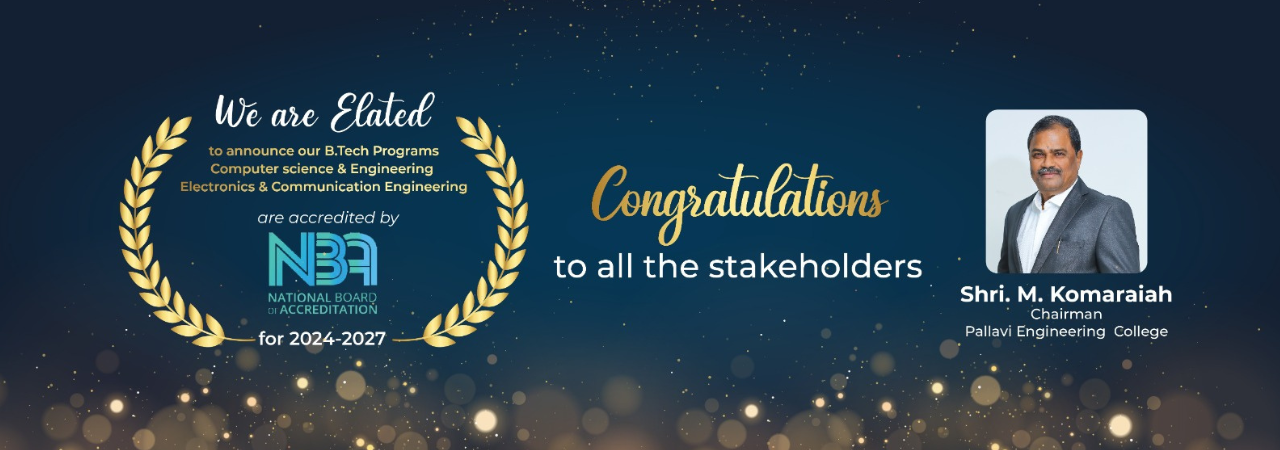 We are Elated
to announce our B.Tech Programs
Computer science & Engineering
Electronics & Communication Engineering
are accredited by
NBA
NATIONAL BOARD
OF ACCREDITATION
for 2024-2027
Congratulations
to all the stakeholders
Shri. M. Komaraiah
Chairman
Pallavi Engineering College